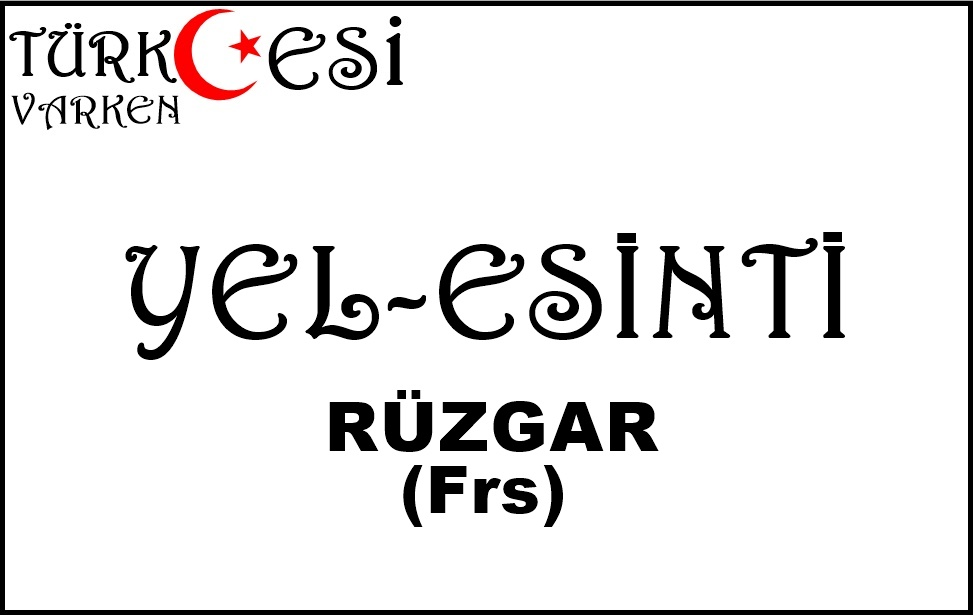 TÜRKÇESİ
VARKEN
YEL-ESİNTİ
RÜZGAR
(Frs)